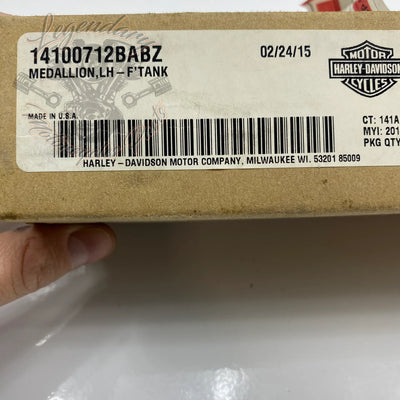 14100712BABZ 02/24/15
MEDALLION,LH-F'TANK
MOTOR
HARLEY-DAVIDSON
CYCLES
MADE IN U.S.A.
CT: 141A
MYI: 201
PKG QTY
HARLEY-DAVIDSON MOTOR COMPANY, MILWAUKEE WI. 53201 85009
Legendary